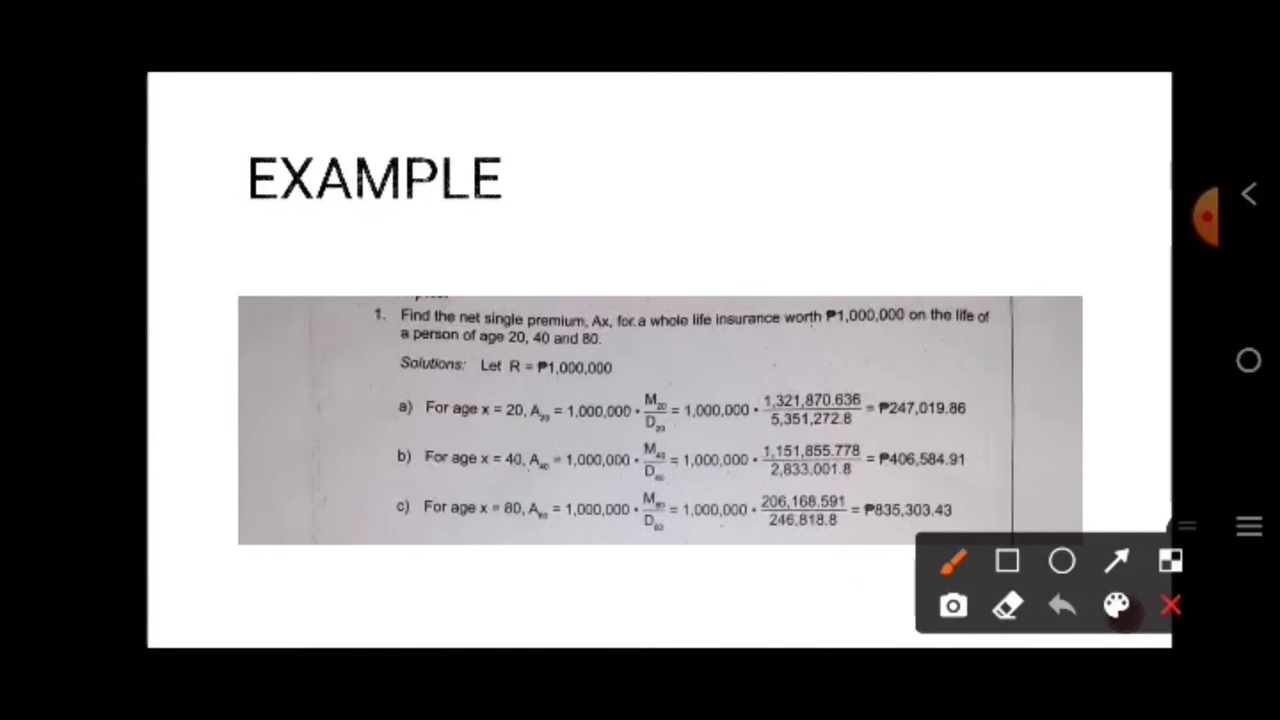 EXAMPLE
1. Find the net single premium, Ax, for a whole life insurance worth ₱1,000,000 on the life of
a person of age 20, 40 and 80.
Solutions: Let R = ₱1,000,000
a) For age x = 20, A₂₀ = 1,000,000 • M₂₀/D₂₀ = 1,000,000 • 1,321,870.636/5,351,272.8 = ₱247,019.86
b) For age x = 40, A₄₀ = 1,000,000 • M₄₀/D₄₀ = 1,000,000 • 1,151,855.778/2,833,001.8 = ₱406,584.91
c) For age x = 80, A₈₀ = 1,000,000 • M₈₀/D₈₀ = 1,000,000 • 206,168.591/246,818.8 = ₱835,303.43